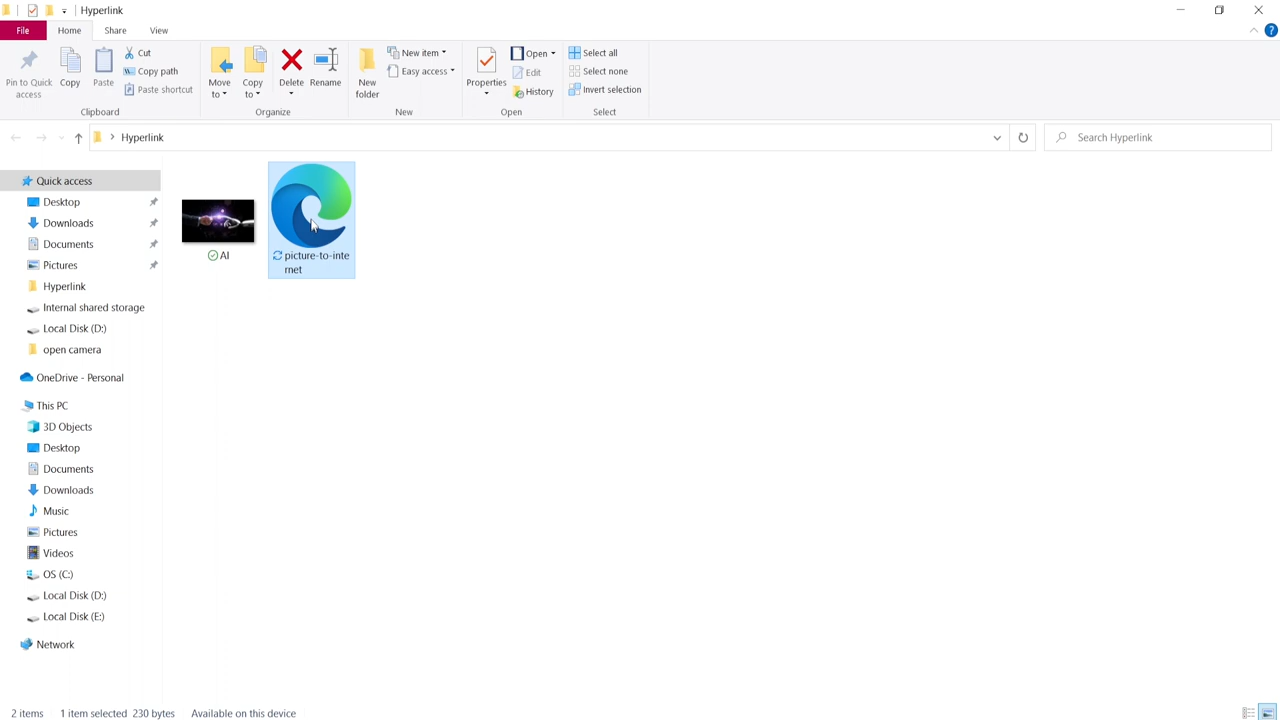 Hyperlink
File
Home
Share
View
Pin to Quick access
Copy
Paste
Cut
Copy path
Paste shortcut
Clipboard
Move to
Copy to
Delete
Rename
Organize
New folder
New item
Easy access
New
Properties
Open
Edit
History
Open
Select all
Select none
Invert selection
Select
Hyperlink
Search Hyperlink
Quick access
Desktop
Downloads
Documents
Pictures
Hyperlink
Internal shared storage
Local Disk (D:)
open camera
OneDrive - Personal
This PC
3D Objects
Desktop
Documents
Downloads
Music
Pictures
Videos
OS (C:)
Local Disk (D:)
Local Disk (E:)
Network
AI
picture-to-inte
rnet
2 items 1 item selected 230 bytes Available on this device